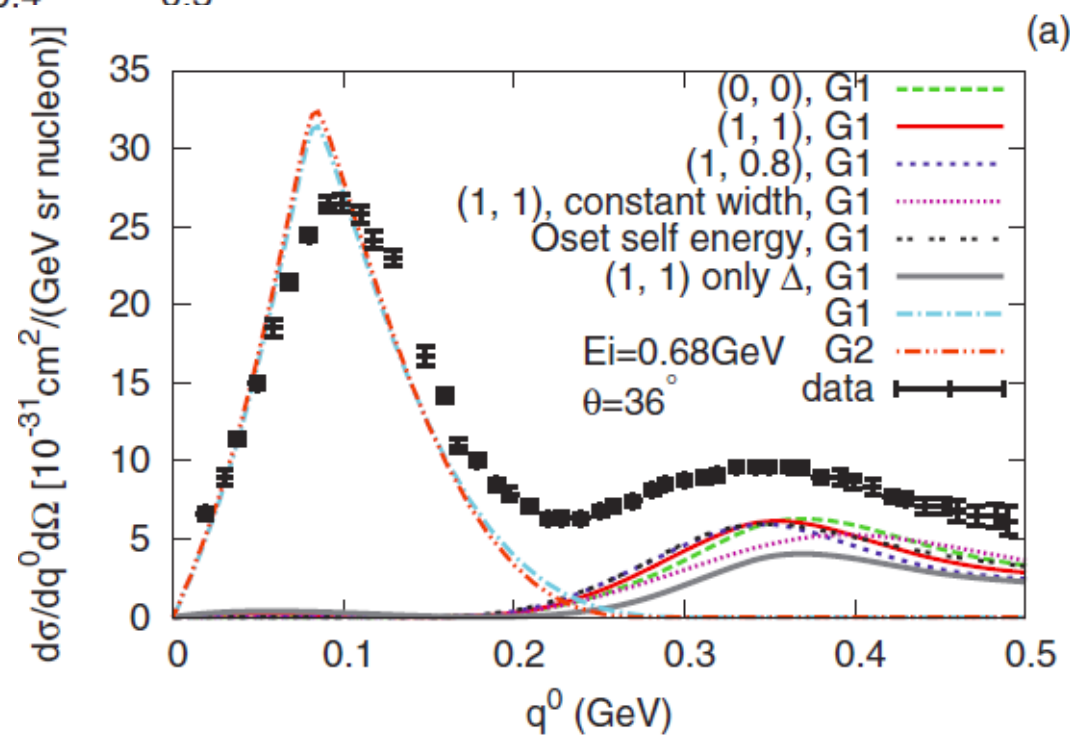 (a)
dσ/dq⁰dΩ [10⁻³¹cm²/(GeV sr nucleon)]
35
30
25
20
15
10
5
0
(0, 0), G1
(1, 1), G1
(1, 0.8), G1
(1, 1), constant width, G1
Oset self energy, G1
(1, 1) only Δ, G1
G1
Ei=0.68GeV G2
θ=36° data
0 0.1 0.2 0.3 0.4 0.5
q⁰ (GeV)